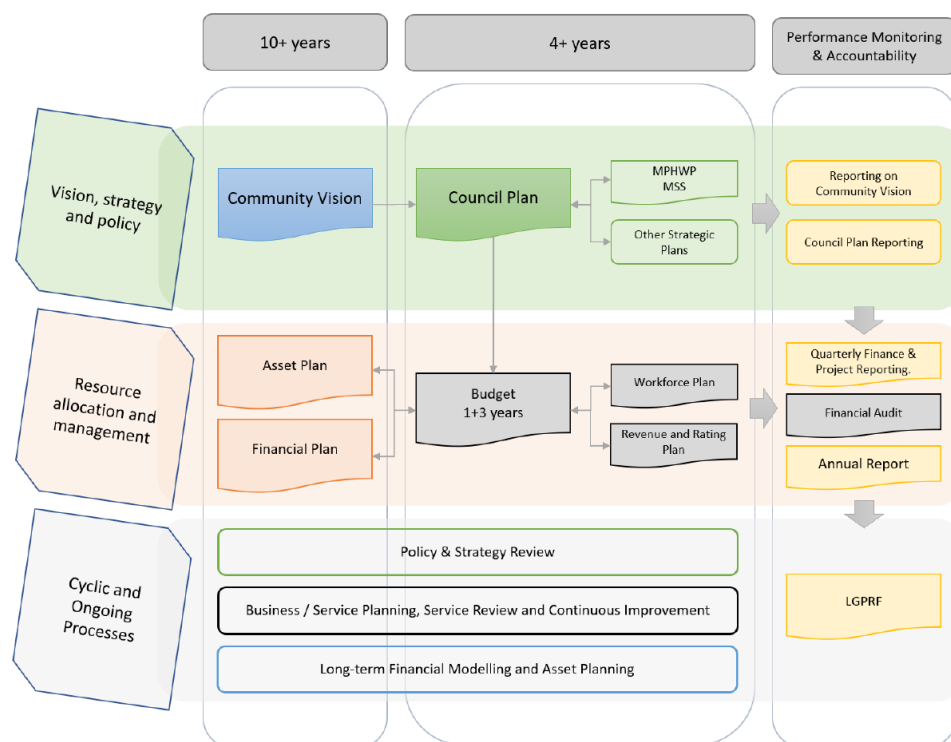 10+ years
4+ years
Performance Monitoring
& Accountability
Vision, strategy
and policy
Community Vision
Council Plan
MPHWP
MSS
Other Strategic
Plans
Reporting on
Community Vision
Council Plan Reporting
Resource
allocation and
management
Asset Plan
Financial Plan
Budget
1+3 years
Workforce Plan
Revenue and Rating
Plan
Quarterly Finance &
Project Reporting.
Financial Audit
Annual Report
Cyclic and
Ongoing
Processes
Policy & Strategy Review
Business / Service Planning, Service Review and Continuous Improvement
Long-term Financial Modelling and Asset Planning
LGPRF